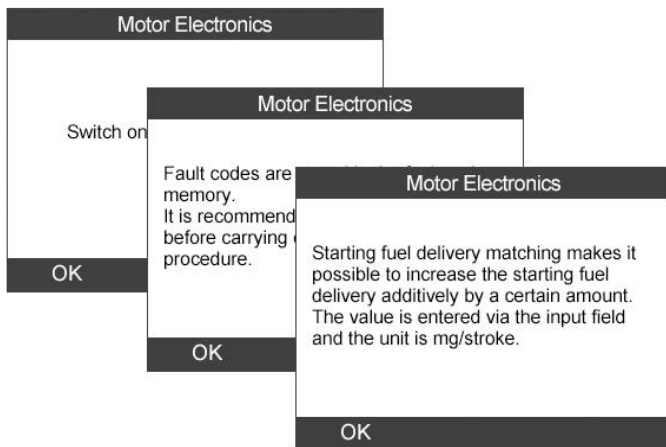 Motor Electronics
Switch on
OK
Motor Electronics
Fault codes are
memory.
It is recommend
before carrying
procedure.
OK
Motor Electronics
Starting fuel delivery matching makes it
possible to increase the starting fuel
delivery additively by a certain amount.
The value is entered via the input field
and the unit is mg/stroke.
OK